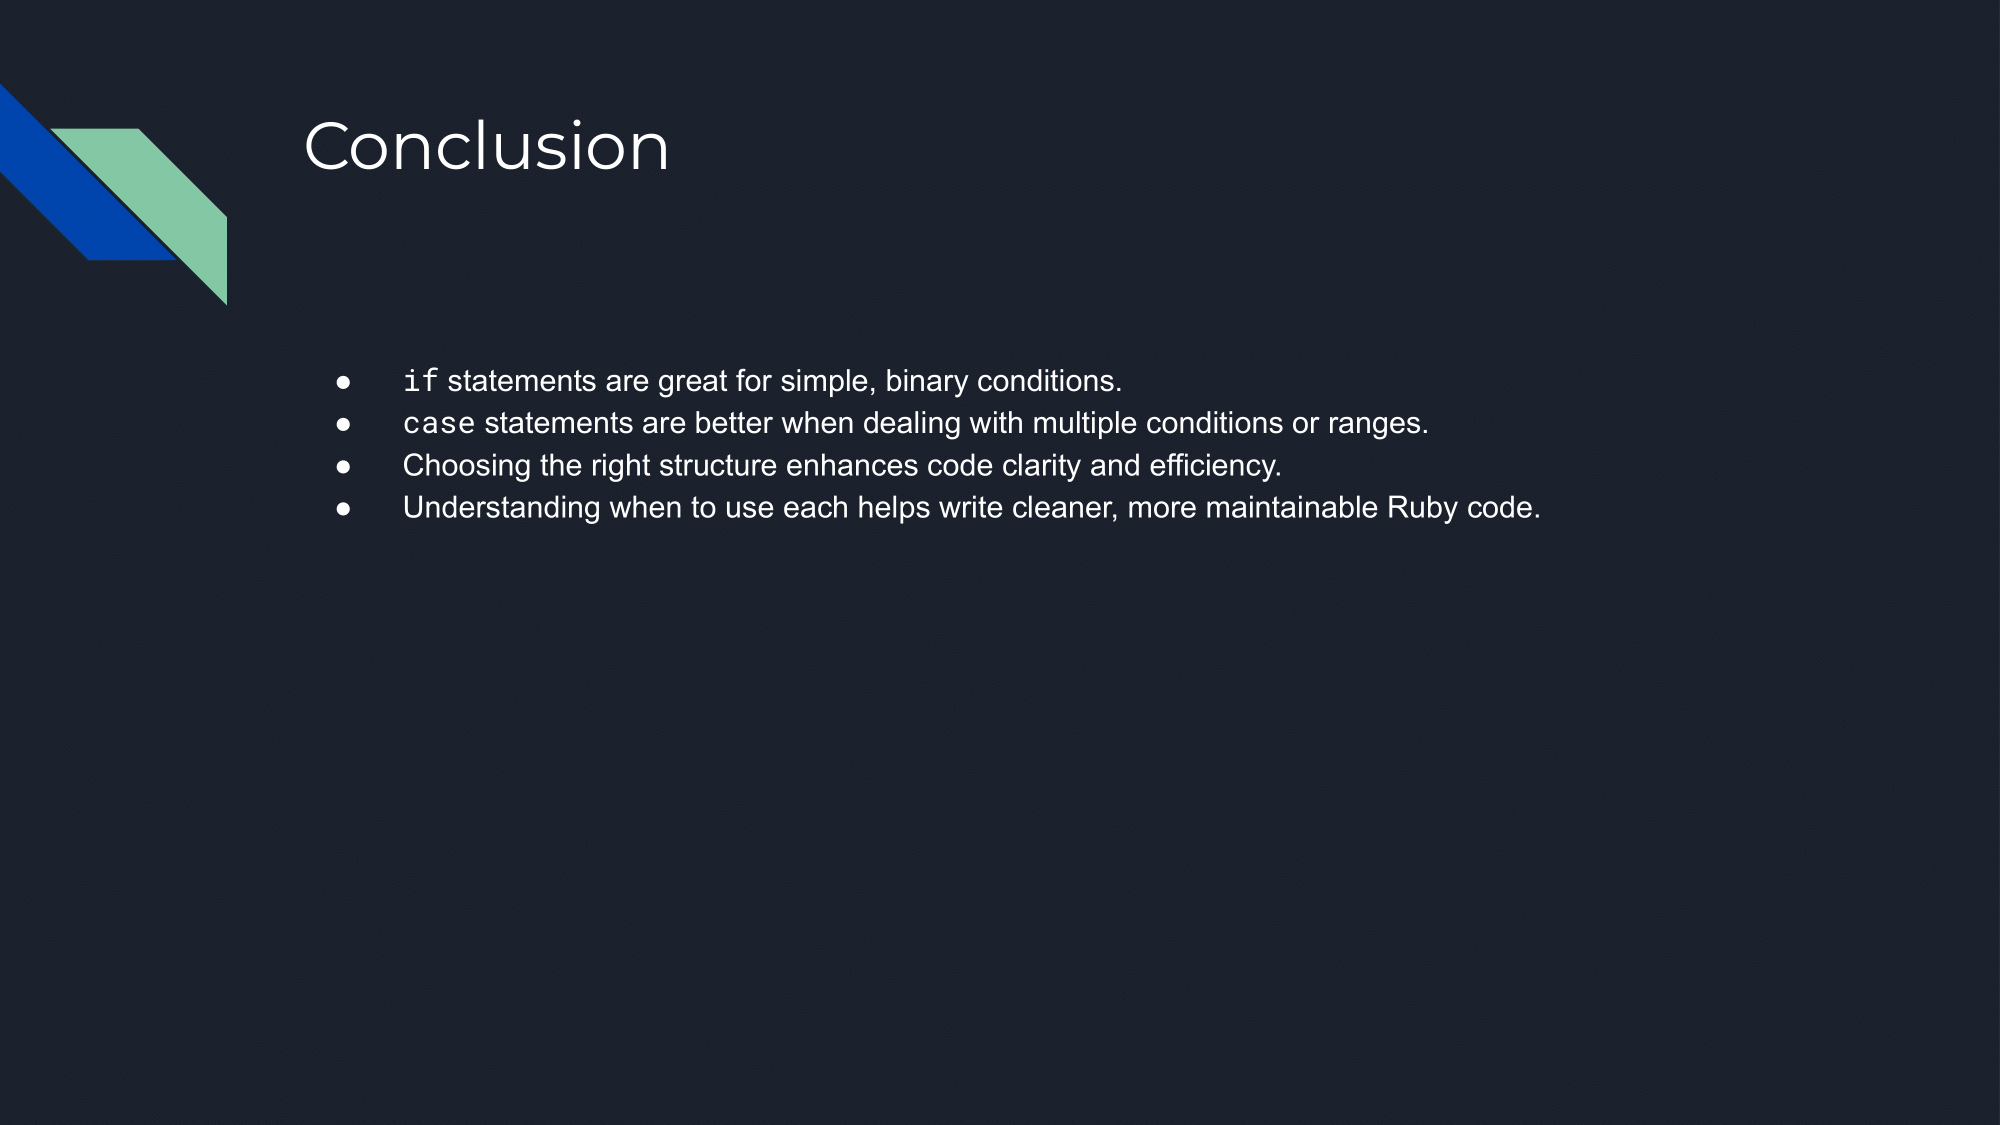 Conclusion
● if statements are great for simple, binary conditions.
● case statements are better when dealing with multiple conditions or ranges.
● Choosing the right structure enhances code clarity and efficiency.
● Understanding when to use each helps write cleaner, more maintainable Ruby code.